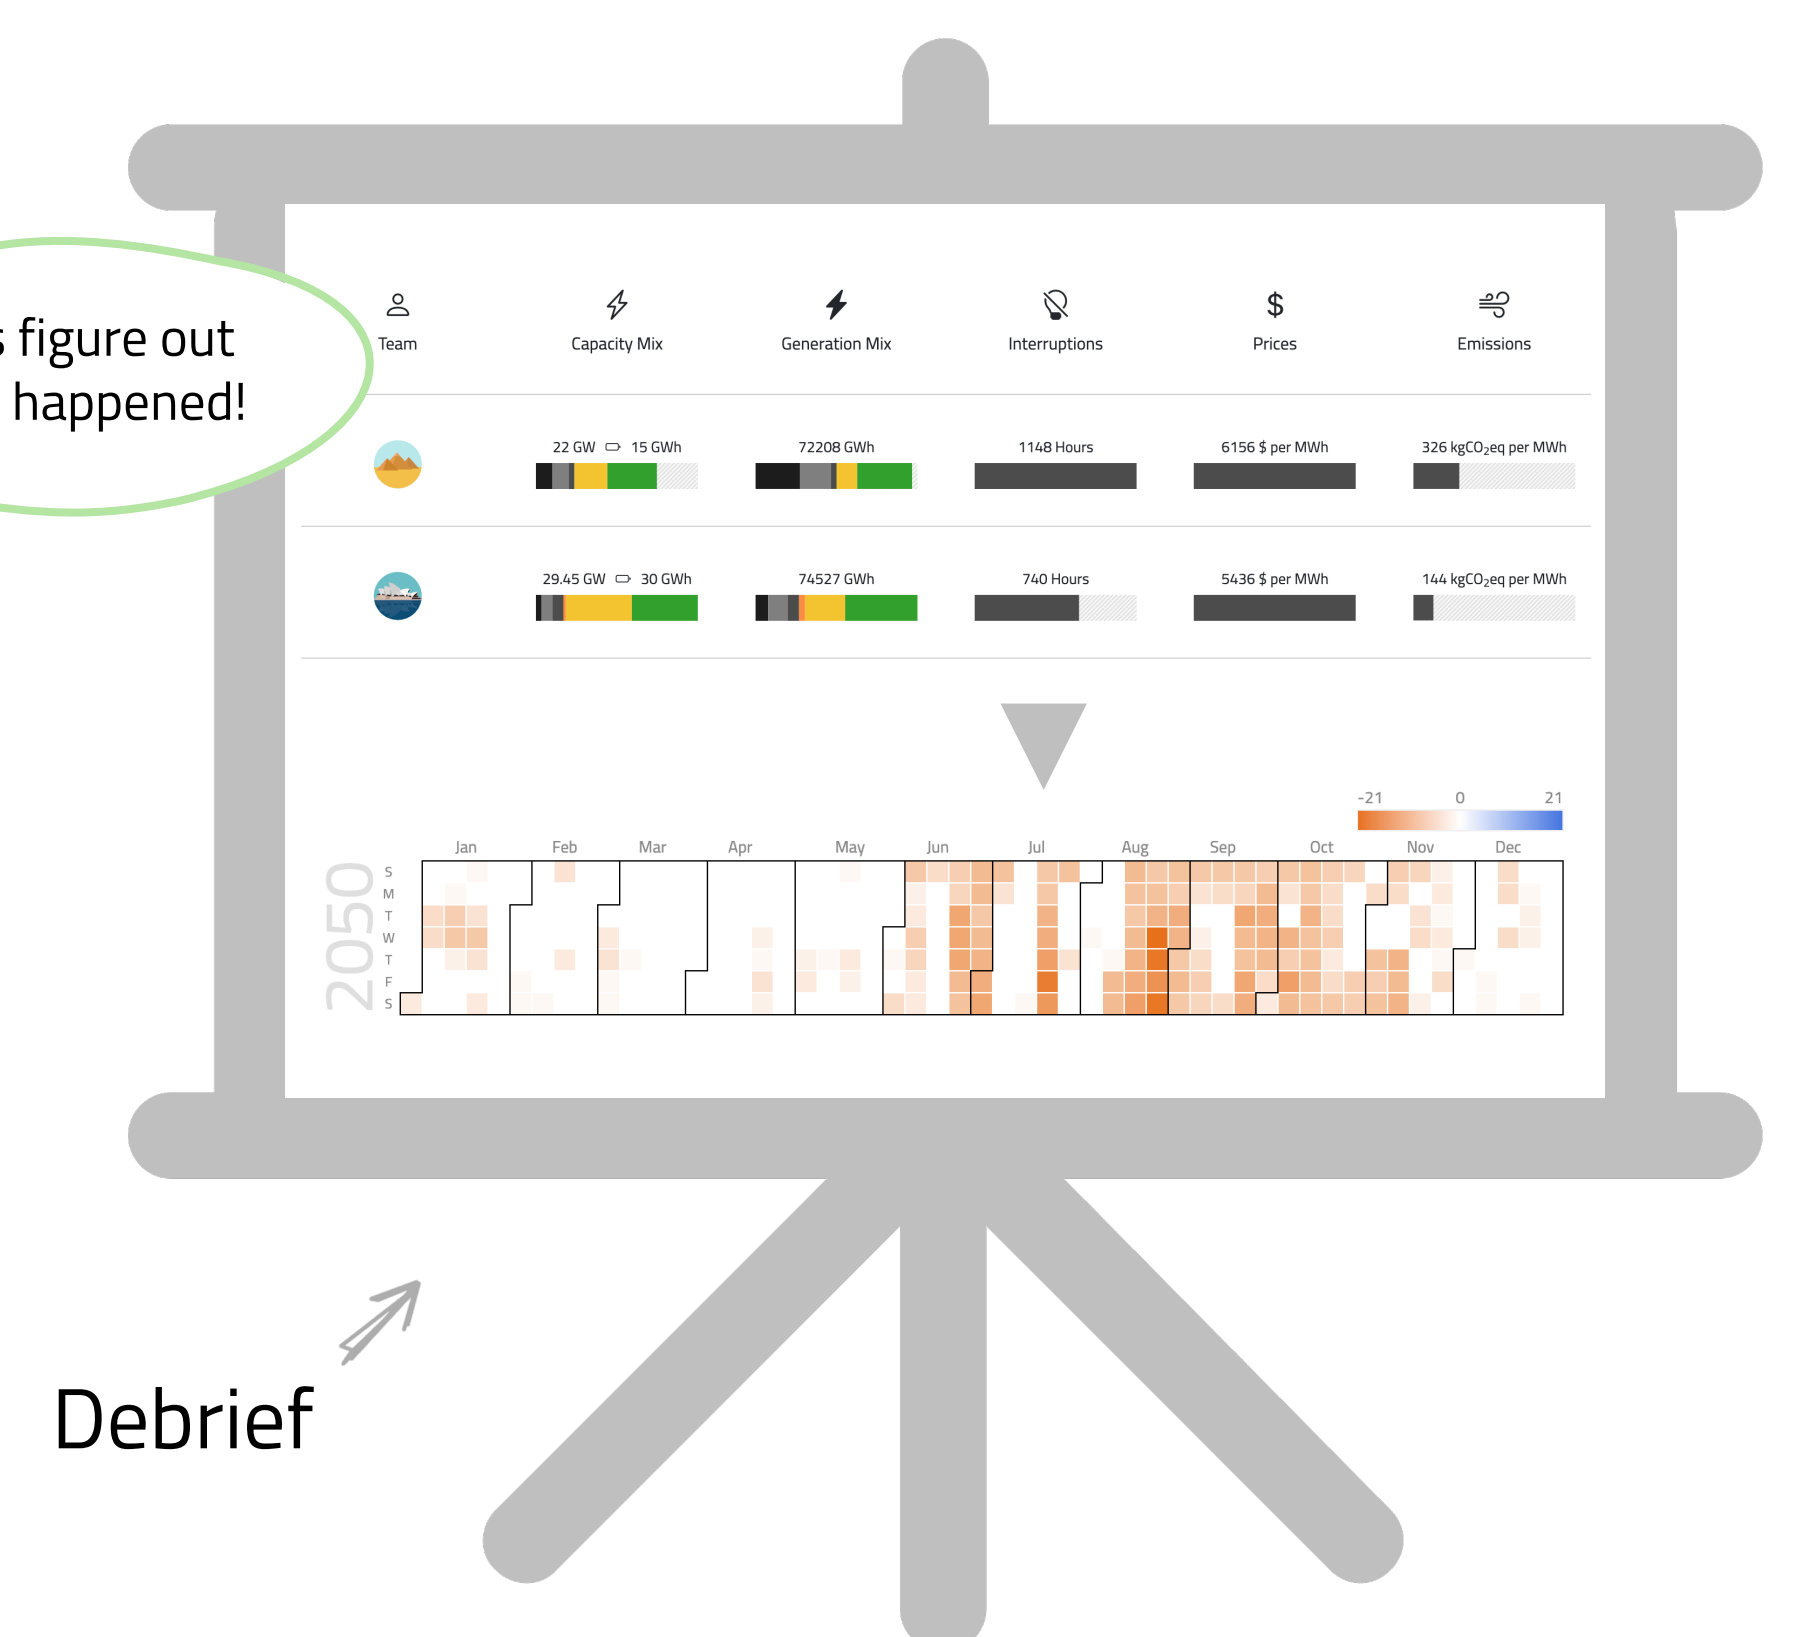 figure out
happened!
Team
Capacity Mix
Generation Mix
Interruptions
$
Prices
Emissions
22 GW 15 GWh
72208 GWh
1148 Hours
6156 $ per MWh
326 kgCO₂eq per MWh
29.45 GW 30 GWh
74527 GWh
740 Hours
5436 $ per MWh
144 kgCO₂eq per MWh
-21 0 21
Jan Feb Mar Apr May Jun Jul Aug Sep Oct Nov Dec
2050
S
M
T
W
T
F
S
Debrief